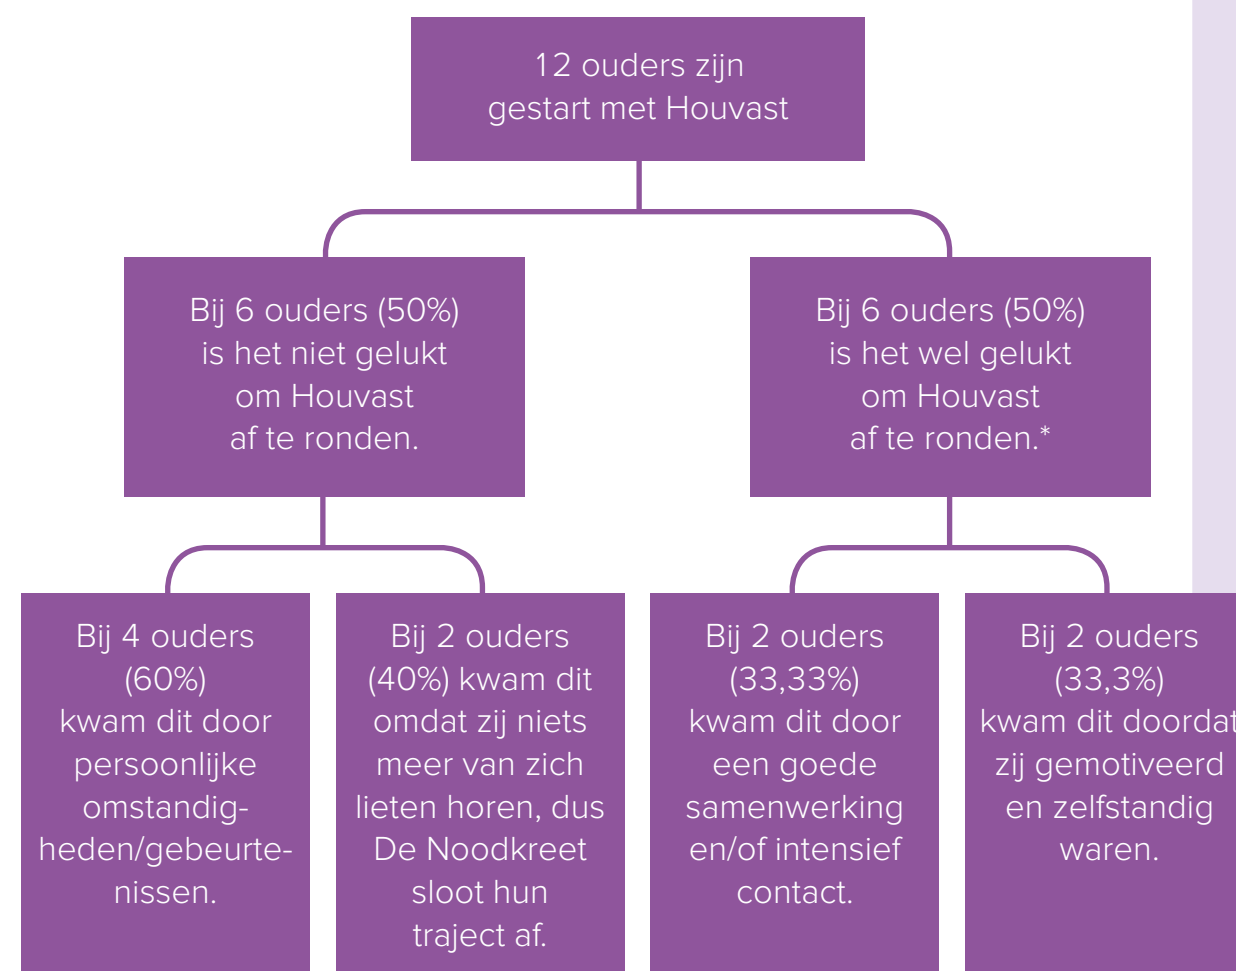 12 ouders zijn
gestart met Houvast
Bij 6 ouders (50%)
is het niet gelukt
om Houvast
af te ronden.
Bij 6 ouders (50%)
is het wel gelukt
om Houvast
af te ronden.*
Bij 4 ouders
(60%)
kwam dit door
persoonlijke
omstandig-
heden/gebeurte-
nissen.
Bij 2 ouders
(40%) kwam dit
omdat zij niets
meer van zich
lieten horen, dus
De Noodkreet
sloot hun
traject af.
Bij 2 ouders
(33,33%)
kwam dit door
een goede
samenwerking
en/of intensief
contact.
Bij 2 ouders
(33,3%)
kwam dit doordat
zij gemotiveerd
en zelfstandig
waren.